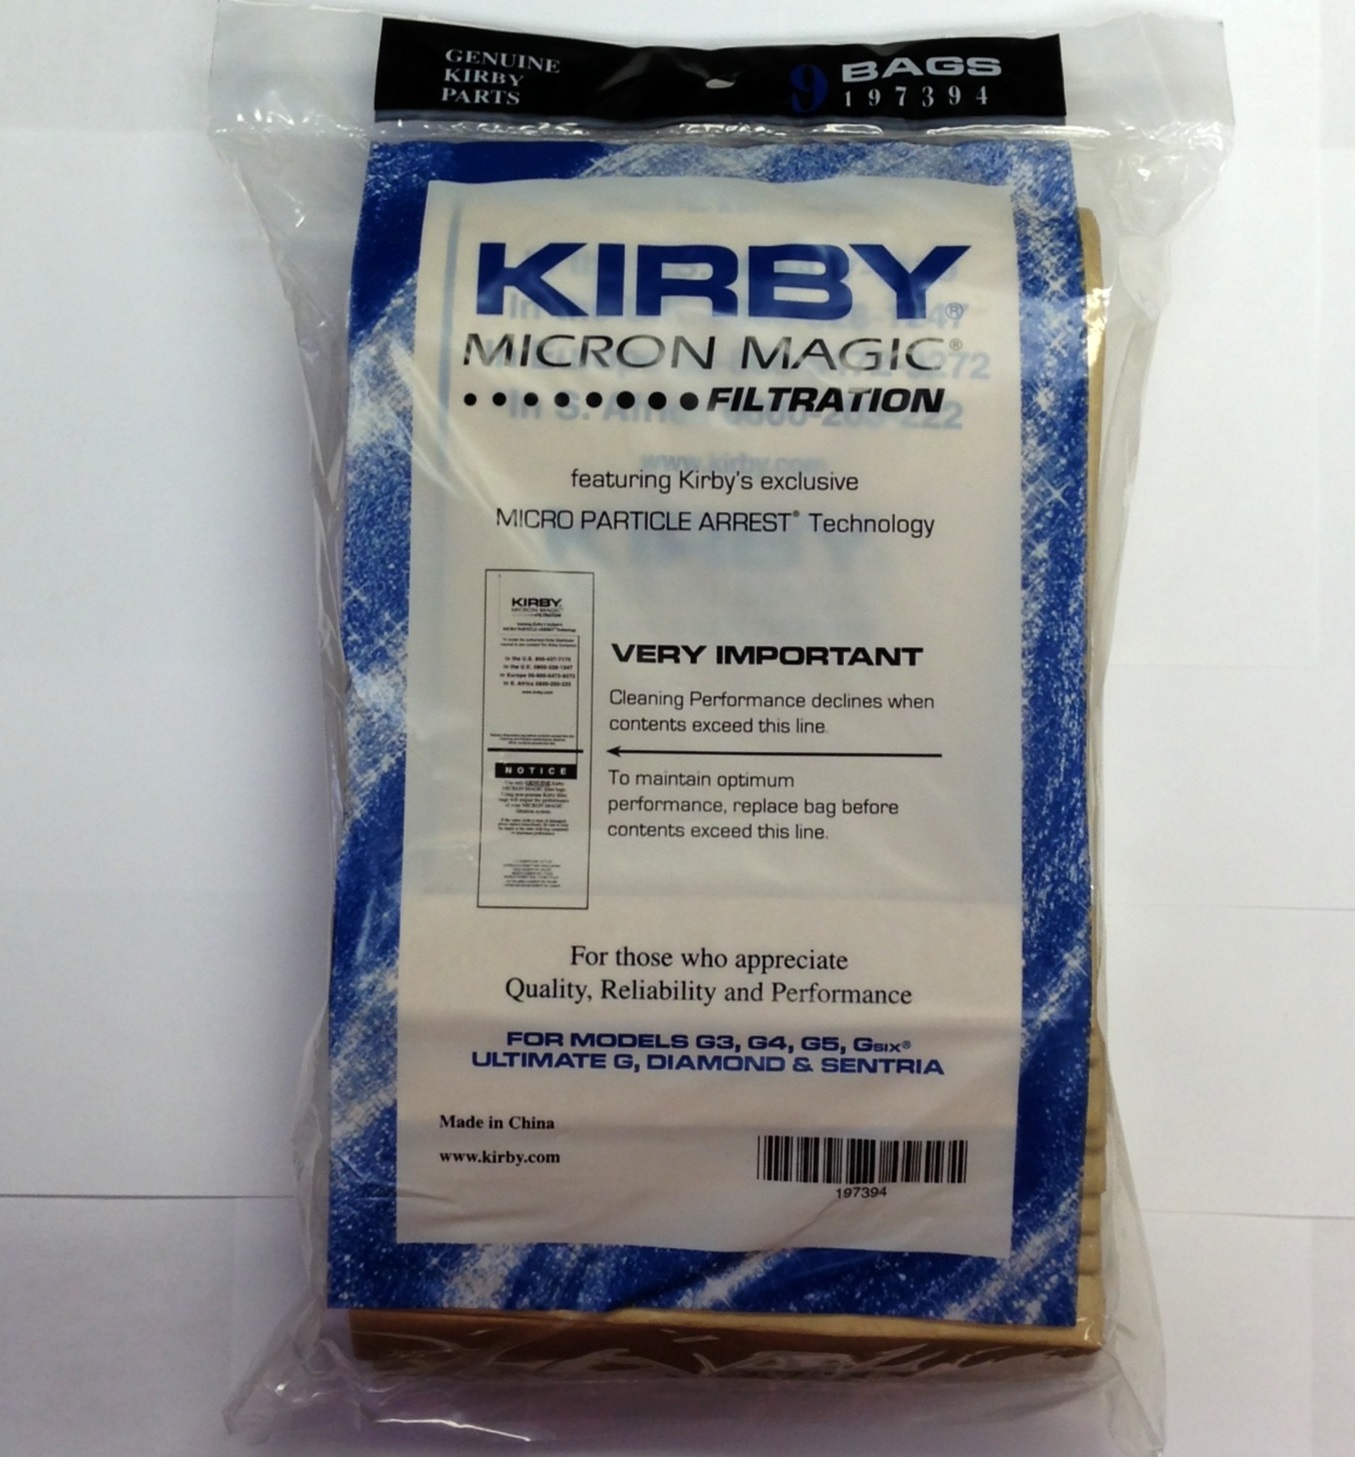 GENUINE
KIRBY
PARTS
9 BAGS
197394
KIRBY®
MICRON MAGIC®
FILTRATION
featuring Kirby's exclusive
MICRO PARTICLE ARREST® Technology
KIRBY
MICRON MAGIC
FILTRATION
NOTICE
VERY IMPORTANT
Cleaning Performance declines when
contents exceed this line.
To maintain optimum
performance, replace bag before
contents exceed this line.
For those who appreciate
Quality, Reliability and Performance
FOR MODELS G3, G4, G5, GSIX®
ULTIMATE G, DIAMOND & SENTRIA
Made in China
www.kirby.com
197394